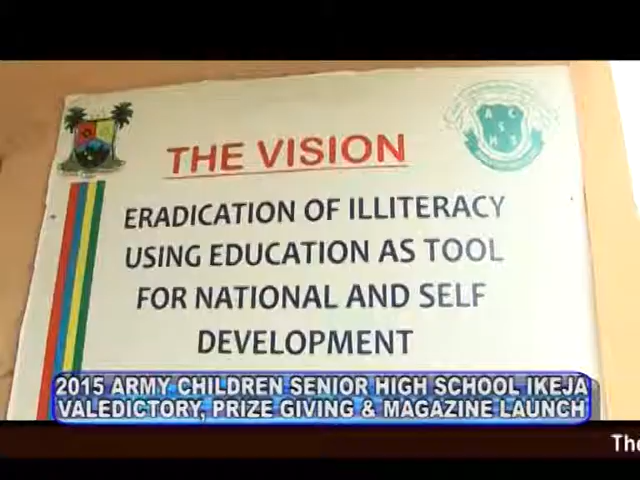 THE VISION
ERADICATION OF ILLITERACY
USING EDUCATION AS TOOL
FOR NATIONAL AND SELF
DEVELOPMENT
2015 ARMY CHILDREN SENIOR HIGH SCHOOL IKEJA
VALEDICTORY, PRIZE GIVING & MAGAZINE LAUNCH
The